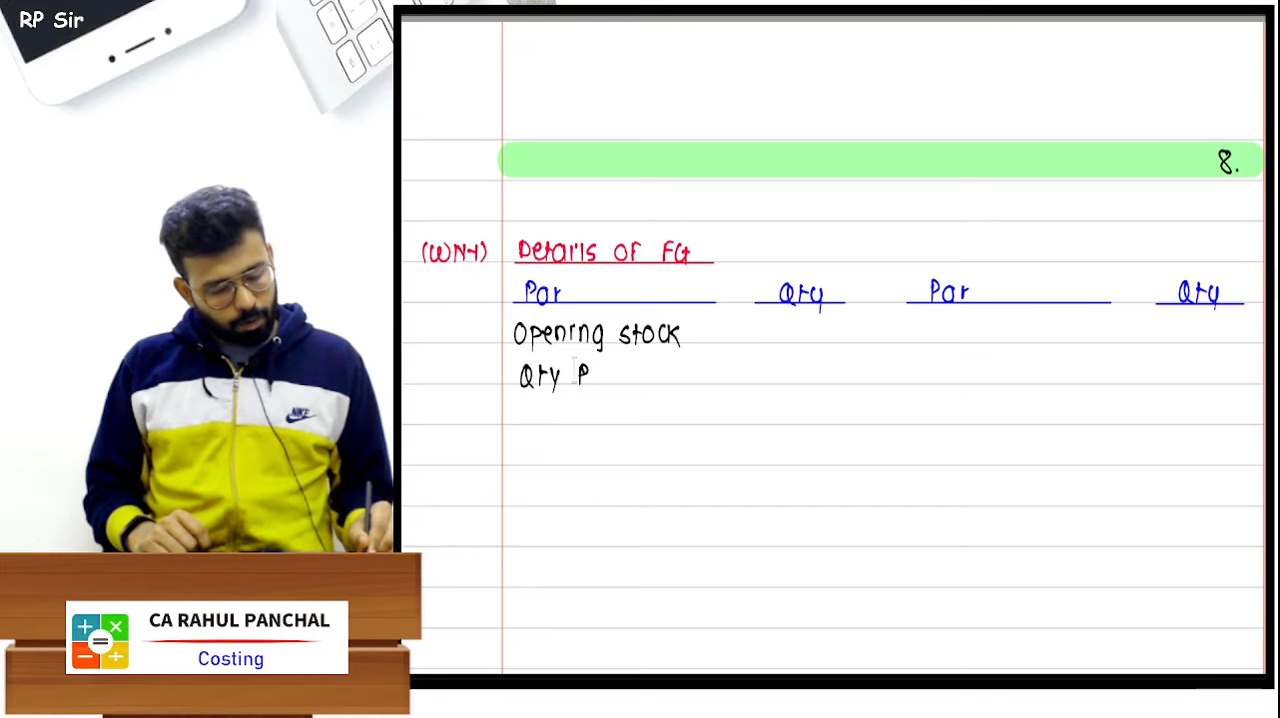 RP Sir
8.
(WN-1) Details of FG
Par Qty Par Qty
Opening stock
Qty P
NIKE
CA RAHUL PANCHAL
Costing